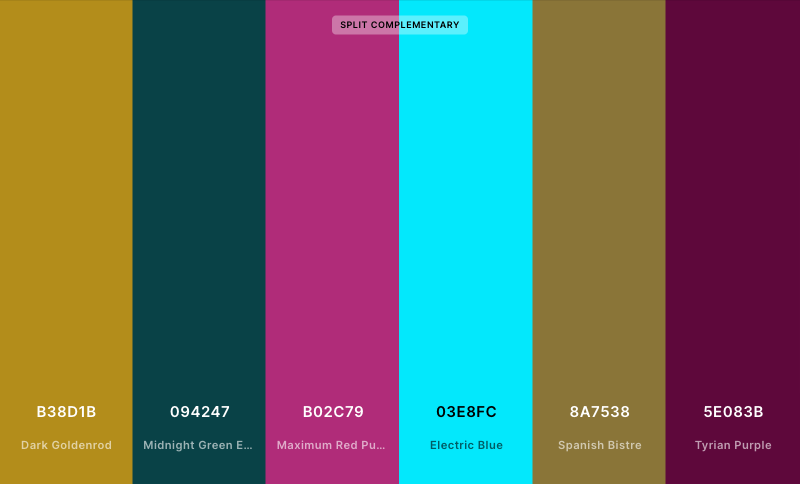 SPLIT COMPLEMENTARY
B38D1B
094247
B02C79
03E8FC
8A7538
5E083B
Dark Goldenrod
Midnight Green E...
Maximum Red Pu...
Electric Blue
Spanish Bistre
Tyrian Purple